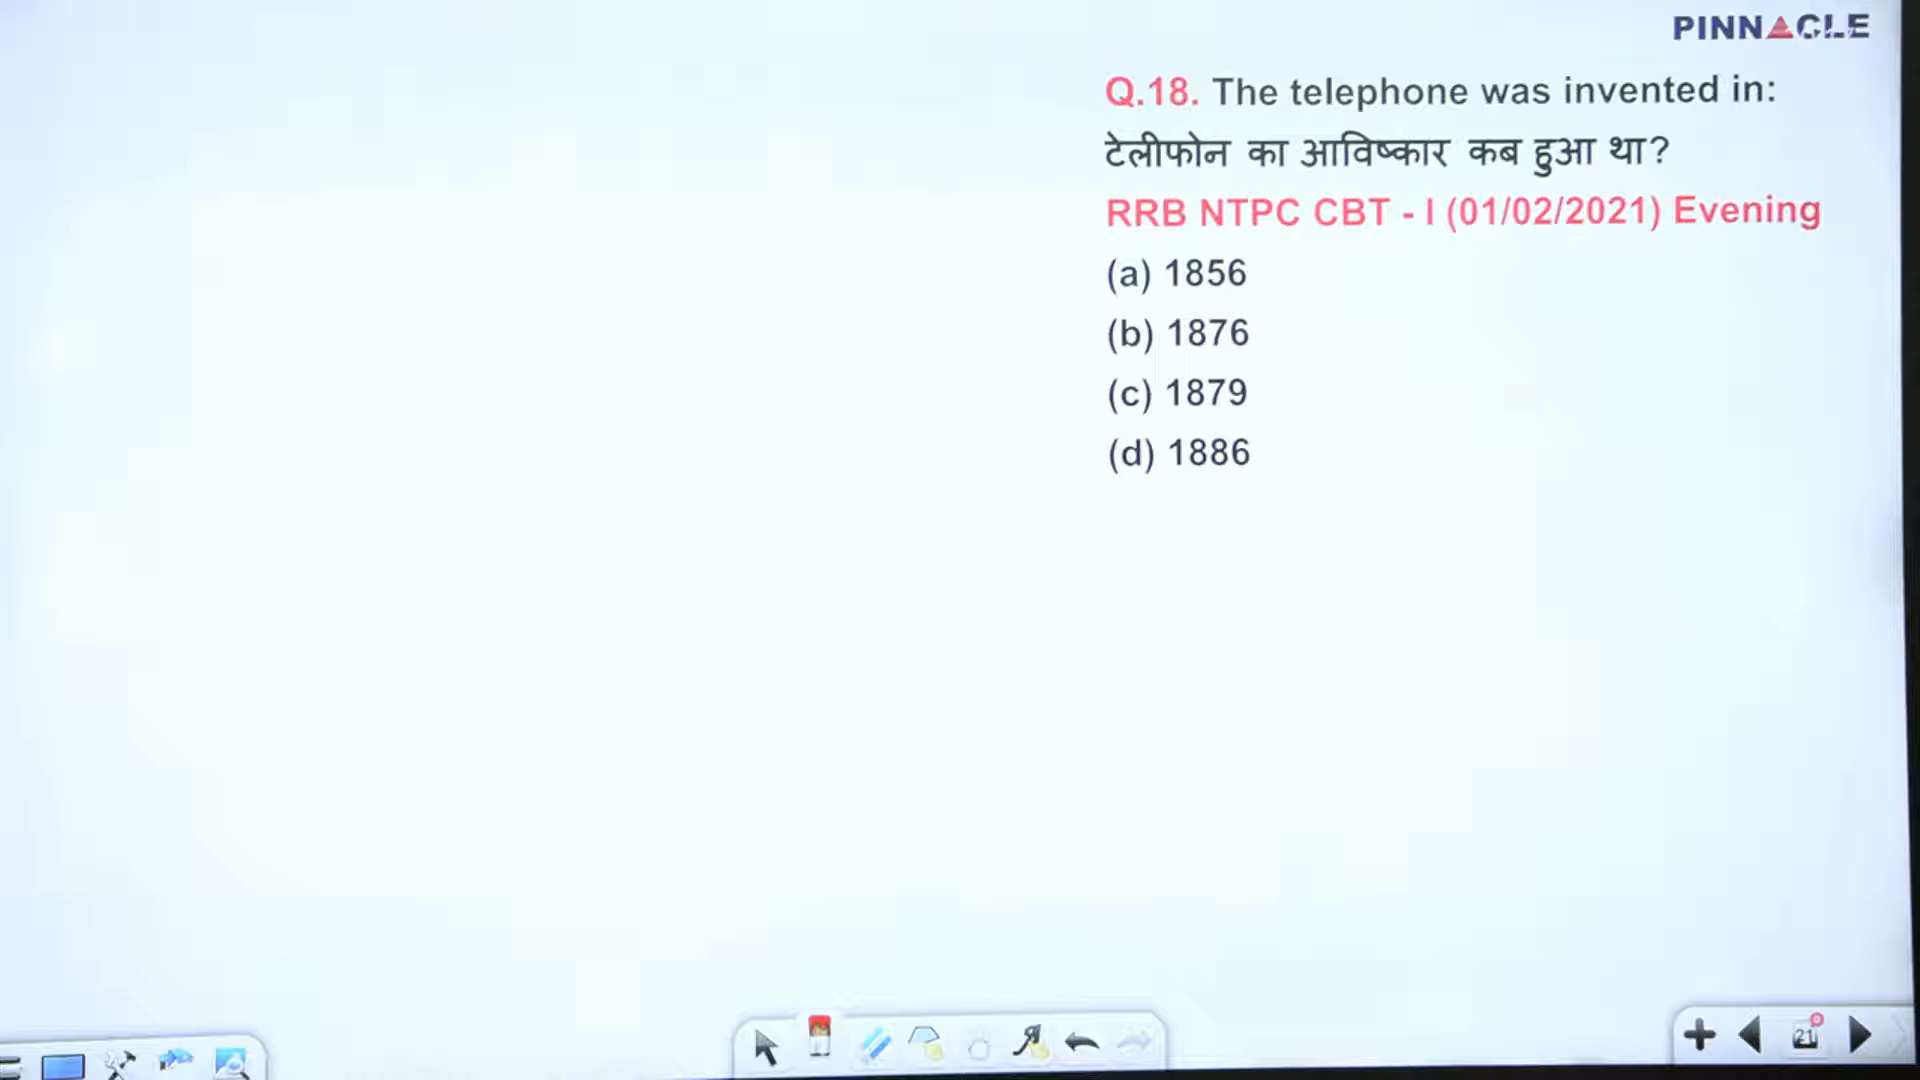 PINNACLE
Q.18. The telephone was invented in:
टेलीफोन का आविष्कार कब हुआ था?
RRB NTPC CBT - I (01/02/2021) Evening
(a) 1856
(b) 1876
(c) 1879
(d) 1886
21